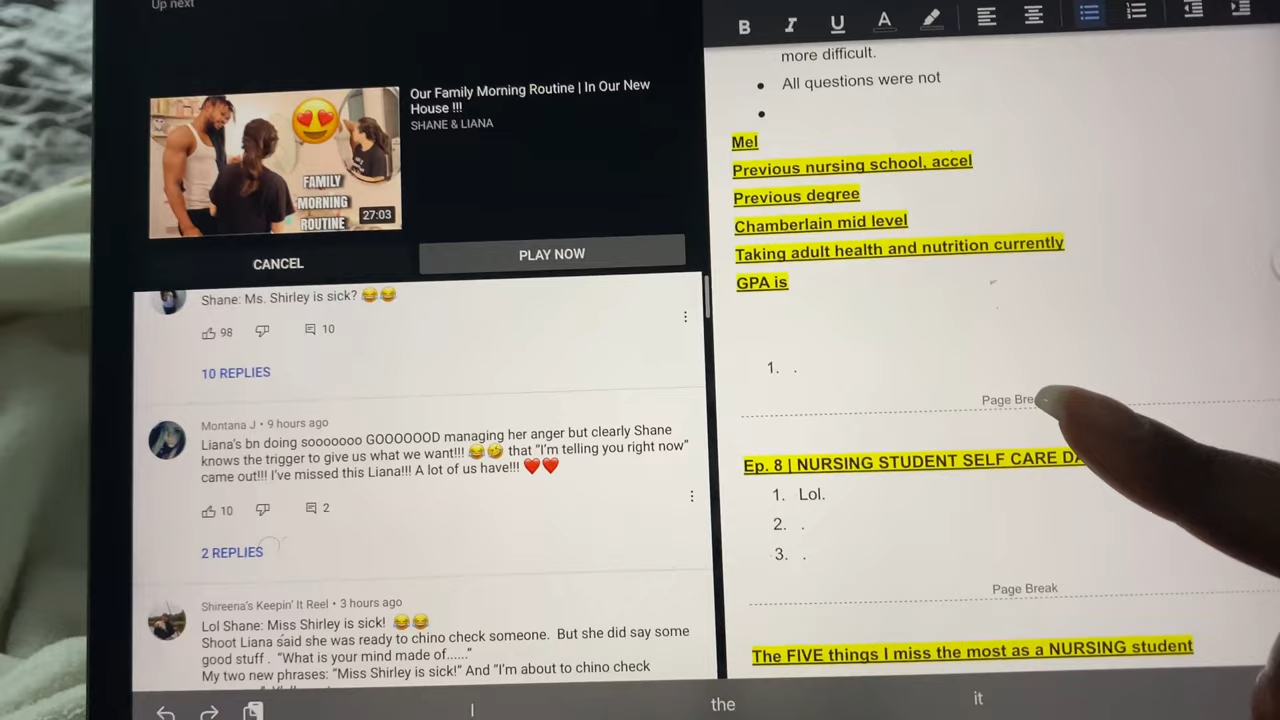 Up next
Our Family Morning Routine | In Our New
House !!!
SHANE & LIANA
FAMILY
MORNING
ROUTINE
27:03
CANCEL
PLAY NOW
Shane: Ms. Shirley is sick? 😂😂
98
10
10 REPLIES
Montana J • 9 hours ago
Liana's bn doing sooooooo GOOOOOOD managing her anger but clearly Shane
knows the trigger to give us what we want!!! 😂🤣 that "I'm telling you right now"
came out!!! I've missed this Liana!!! A lot of us have!!! ❤️❤️
10
2
2 REPLIES
Shireena's Keepin' It Reel • 3 hours ago
Lol Shane: Miss Shirley is sick! 😂😂
Shoot Liana said she was ready to chino check someone. But she did say some
good stuff . "What is your mind made of......"
My two new phrases: "Miss Shirley is sick!" And "I'm about to chino check
B I U A
more difficult.
• All questions were not
•
Mel
Previous nursing school, accel
Previous degree
Chamberlain mid level
Taking adult health and nutrition currently
GPA is
1. .
Page
Ep. 8 | NURSING STUDENT SELF CARE
1. Lol.
2. .
3. .
Page Break
The FIVE things I miss the most as a NURSING student
I the it